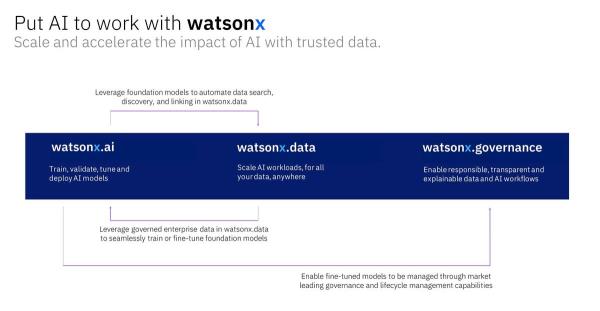 Put AI to work with watsonx
Scale and accelerate the impact of AI with trusted data.
Leverage foundation models to automate data search,
discovery, and linking in watsonx.data
watsonx.ai
Train, validate, tune and
deploy AI models
watsonx.data
Scale AI workloads, for all
your data, anywhere
watsonx.governance
Enable responsible, transparent and
explainable data and AI workflows
Leverage governed enterprise data in watsonx.data
to seamlessly train or fine-tune foundation models
Enable fine-tuned models to be managed through market
leading governance and lifecycle management capabilities